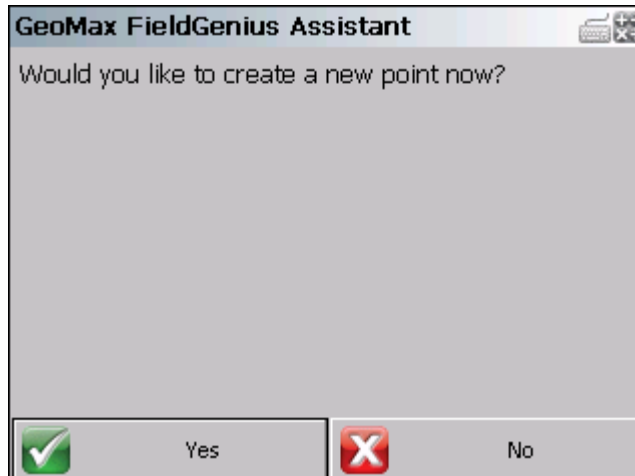 GeoMax FieldGenius Assistant
Would you like to create a new point now?
Yes No